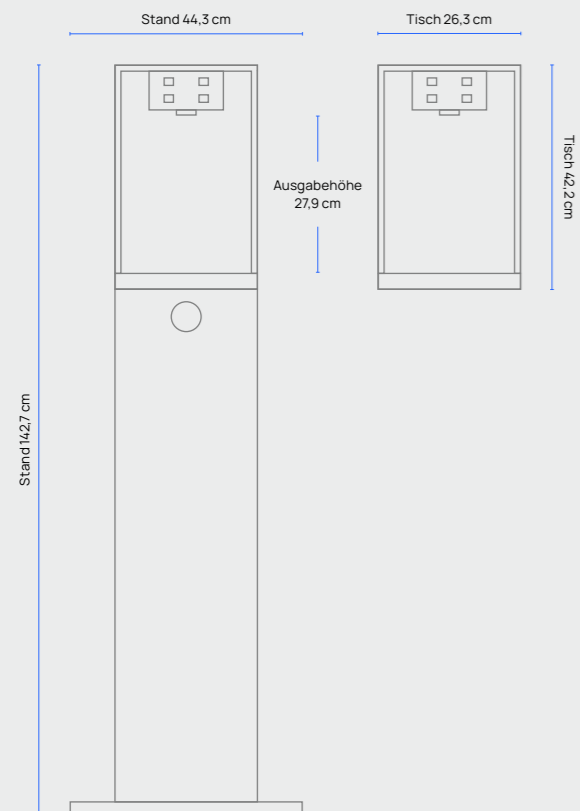 Stand 44,3 cm
Tisch 26,3 cm
Ausgabehöhe
27,9 cm
Tisch 42,2 cm
Stand 142,7 cm